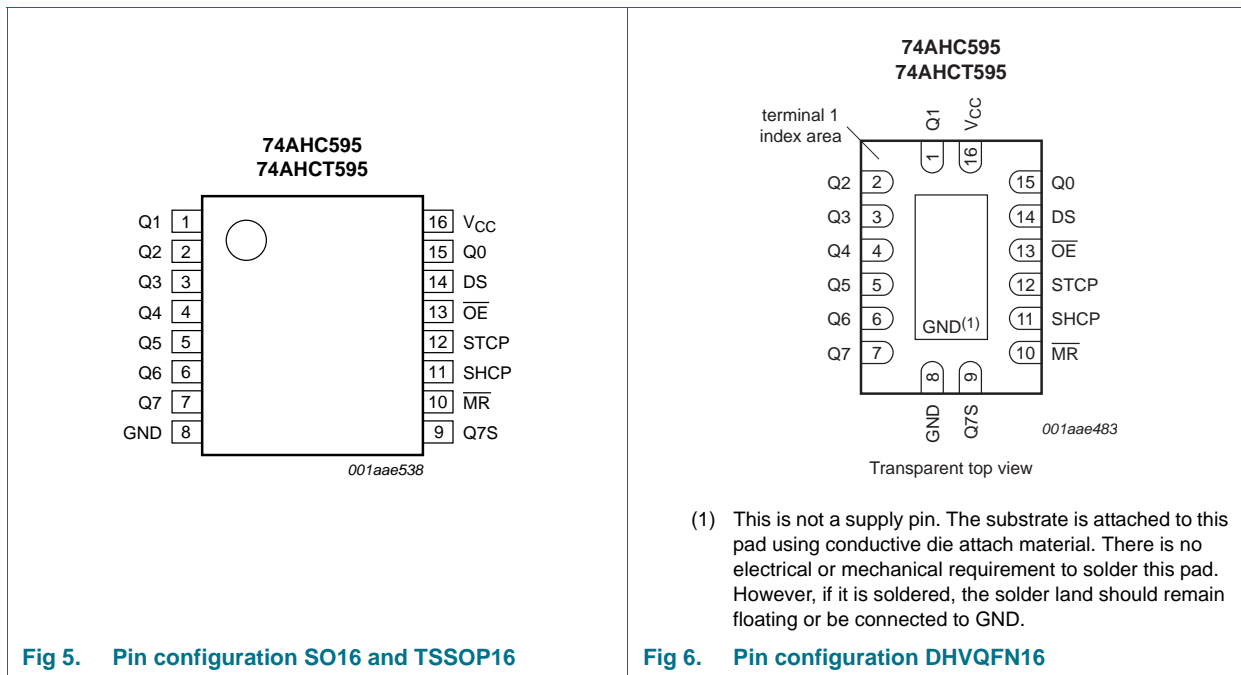 74AHC595
74AHCT595
Q1 1
Q2 2
Q3 3
Q4 4
Q5 5
Q6 6
Q7 7
GND 8
16 VCC
15 Q0
14 DS
13 OE
12 STCP
11 SHCP
10 MR
9 Q7S
001aae538
Fig 5. Pin configuration SO16 and TSSOP16
74AHC595
74AHCT595
terminal 1
index area
Q1 VCC
1 16
Q2 2
Q3 3
Q4 4
Q5 5
Q6 6
Q7 7
15 Q0
14 DS
13 OE
12 STCP
11 SHCP
10 MR
GND(1)
8 9
GND Q7S
001aae483
Transparent top view
(1) This is not a supply pin. The substrate is attached to this
pad using conductive die attach material. There is no
electrical or mechanical requirement to solder this pad.
However, if it is soldered, the solder land should remain
floating or be connected to GND.
Fig 6. Pin configuration DHVQFN16